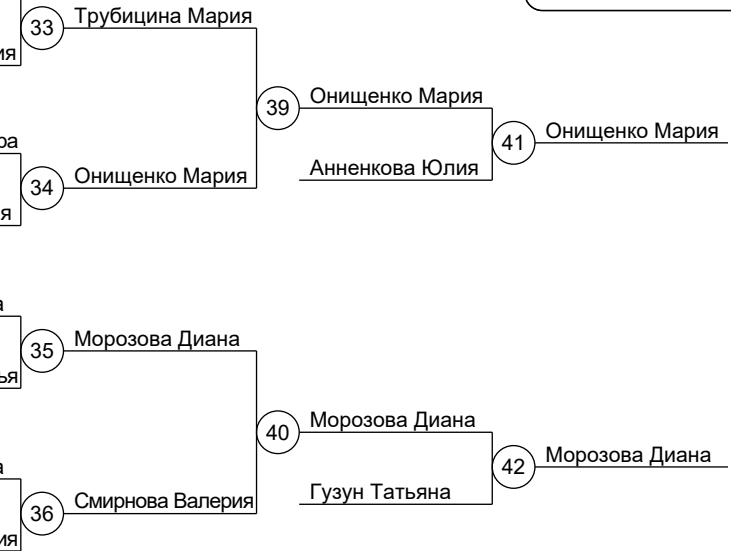 33 Трубицина Мария
39 Онищенко Мария
41 Онищенко Мария
Анненкова Юлия
34 Онищенко Мария
35 Морозова Диана
40 Морозова Диана
42 Морозова Диана
Гузун Татьяна
36 Смирнова Валерия